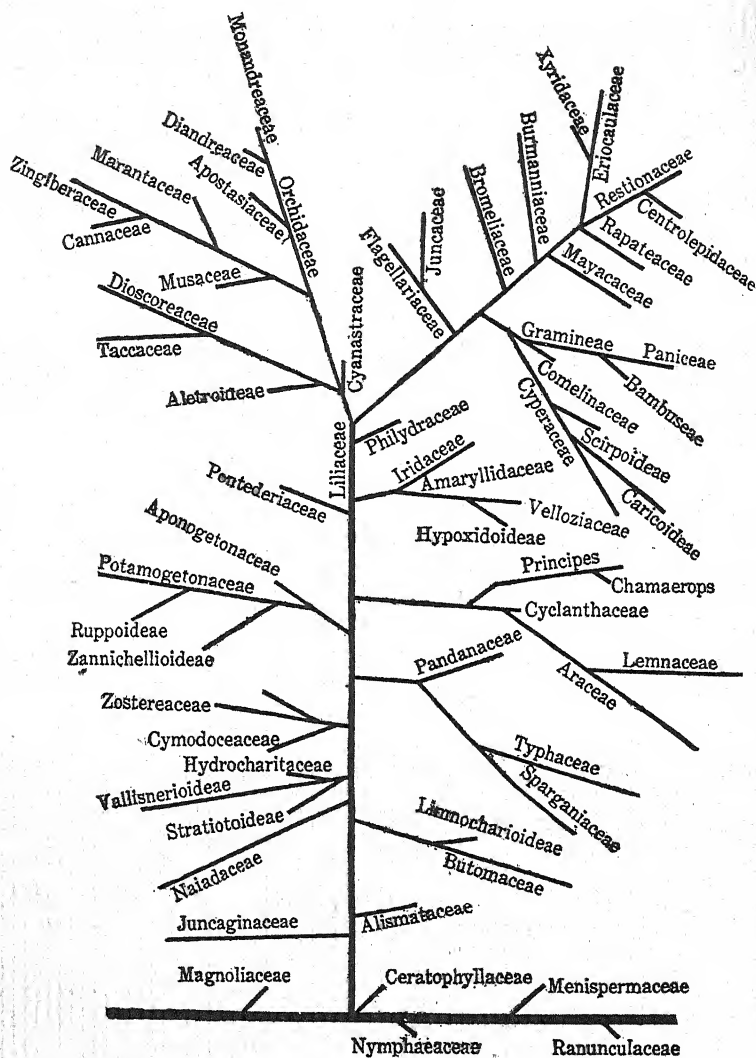 Monandreaceae
Diandreaceae
Apostasiaceae
Orchidaceae
Zingiberaceae
Marantaceae
Cannaceae
Musaceae
Dioscoreaceae
Taccaceae
Aletroideae
Cyanastraceae
Flagellariaceae
Juncaceae
Bromeliaceae
Burmanniaceae
Xyridaceae
Eriocaulaceae
Restionaceae
Centrolepidaceae
Rapateaceae
Mayacaceae
Gramineae
Paniceae
Bambuseae
Comelinaceae
Cyperaceae
Scirpoideae
Caricoideae
Liliaceae
Philydraceae
Iridaceae
Amaryllidaceae
Velloziaceae
Hypoxidoideae
Pontederiaceae
Aponogetonaceae
Potamogetonaceae
Ruppoideae
Zannichellioideae
Principes
Chamaerops
Cyclanthaceae
Pandanaceae
Araceae
Lemnaceae
Zostereaceae
Cymodoceaceae
Typhaceae
Sparganiaceae
Hydrocharitaceae
Vallisnerioideae
Stratiotoideae
Naiadaceae
Limnocharioideae
Butomaceae
Juncaginaceae
Alismataceae
Magnoliaceae
Ceratophyllaceae
Menispermaceae
Nymphaeaceae
Ranunculaceae